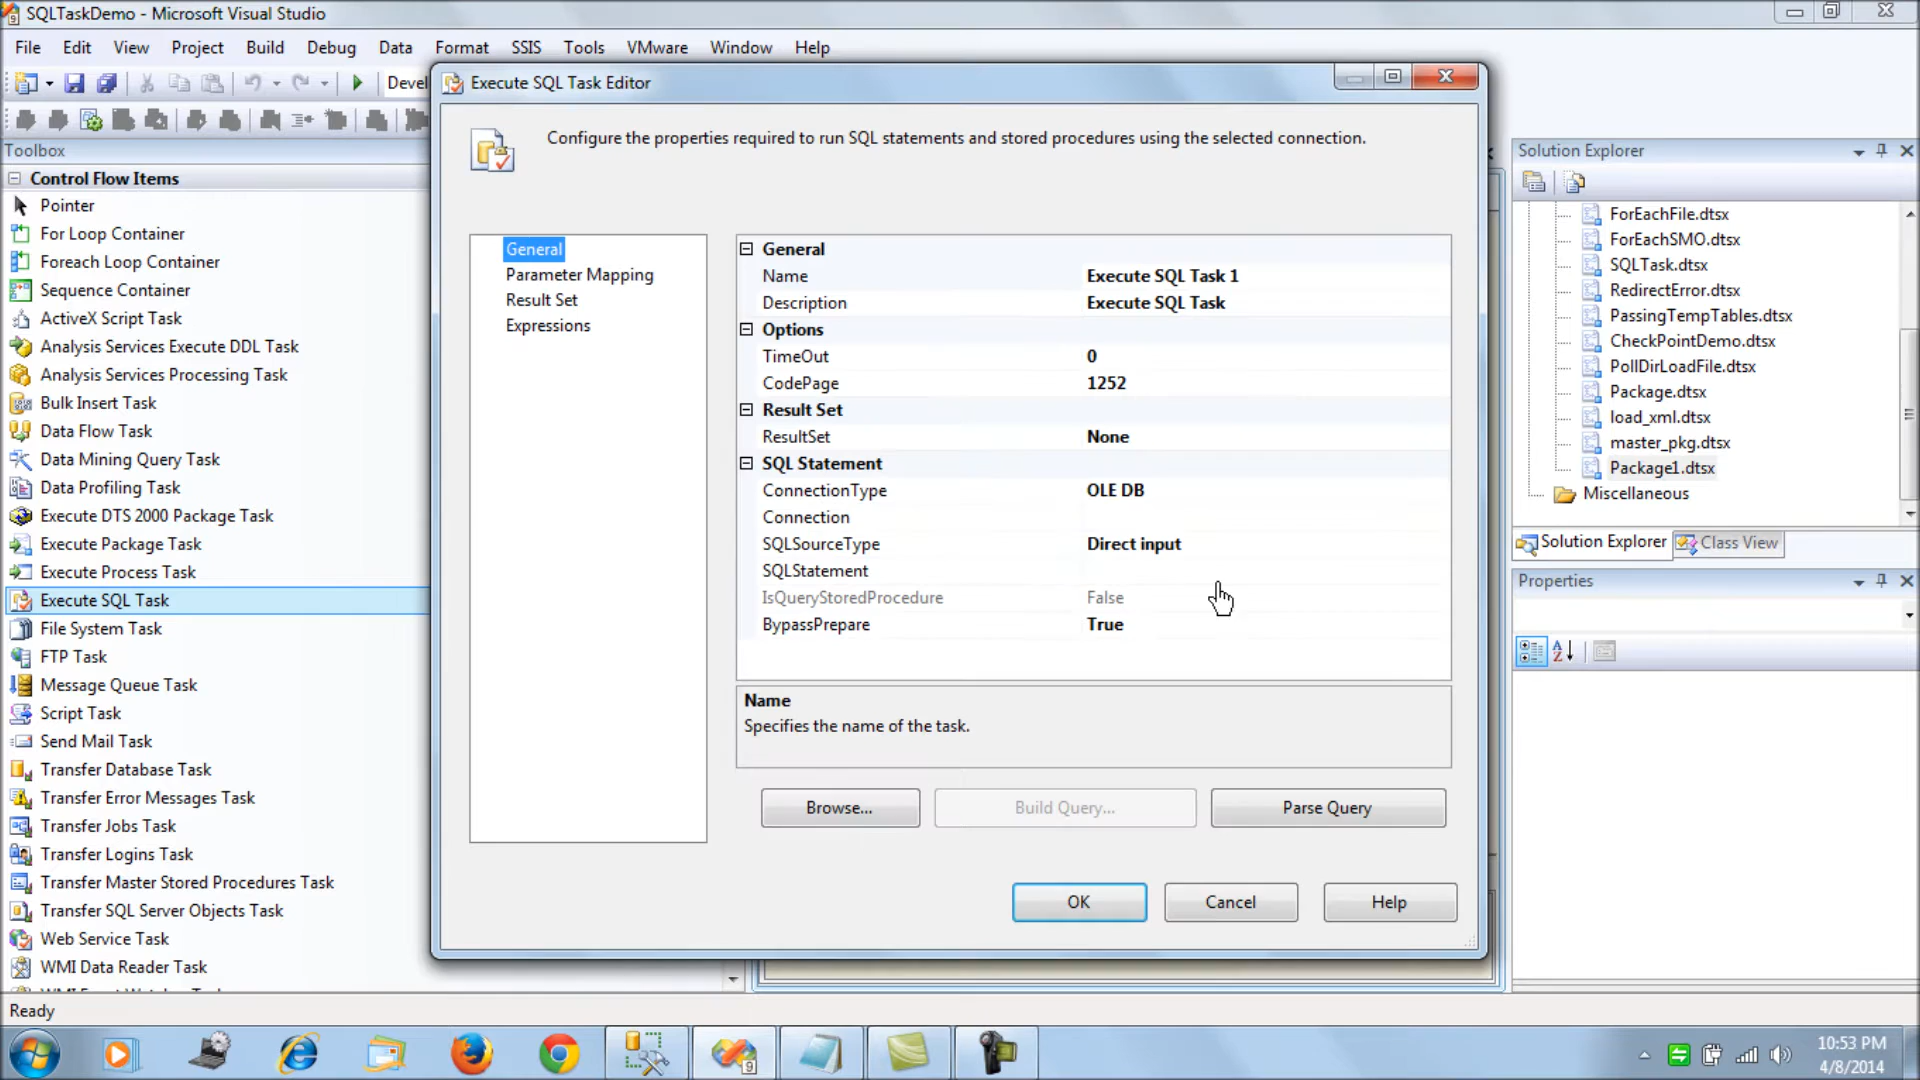 SQLTaskDemo - Microsoft Visual Studio
File Edit View Project Build Debug Data Format SSIS Tools VMware Window Help
Devel
Toolbox
Control Flow Items
Pointer
For Loop Container
Foreach Loop Container
Sequence Container
ActiveX Script Task
Analysis Services Execute DDL Task
Analysis Services Processing Task
Bulk Insert Task
Data Flow Task
Data Mining Query Task
Data Profiling Task
Execute DTS 2000 Package Task
Execute Package Task
Execute Process Task
Execute SQL Task
File System Task
FTP Task
Message Queue Task
Script Task
Send Mail Task
Transfer Database Task
Transfer Error Messages Task
Transfer Jobs Task
Transfer Logins Task
Transfer Master Stored Procedures Task
Transfer SQL Server Objects Task
Web Service Task
WMI Data Reader Task
Execute SQL Task Editor
Configure the properties required to run SQL statements and stored procedures using the selected connection.
General
Parameter Mapping
Result Set
Expressions
General
Name Execute SQL Task 1
Description Execute SQL Task
Options
TimeOut 0
CodePage 1252
Result Set
ResultSet None
SQL Statement
ConnectionType OLE DB
Connection
SQLSourceType Direct input
SQLStatement
IsQueryStoredProcedure False
BypassPrepare True
Name
Specifies the name of the task.
Browse... Build Query... Parse Query
OK Cancel Help
Solution Explorer
ForEachFile.dtsx
ForEachSMO.dtsx
SQLTask.dtsx
RedirectError.dtsx
PassingTempTables.dtsx
CheckPointDemo.dtsx
PollDirLoadFile.dtsx
Package.dtsx
load_xml.dtsx
master_pkg.dtsx
Package1.dtsx
Miscellaneous
Solution Explorer Class View
Properties
Ready
10:53 PM
4/8/2014